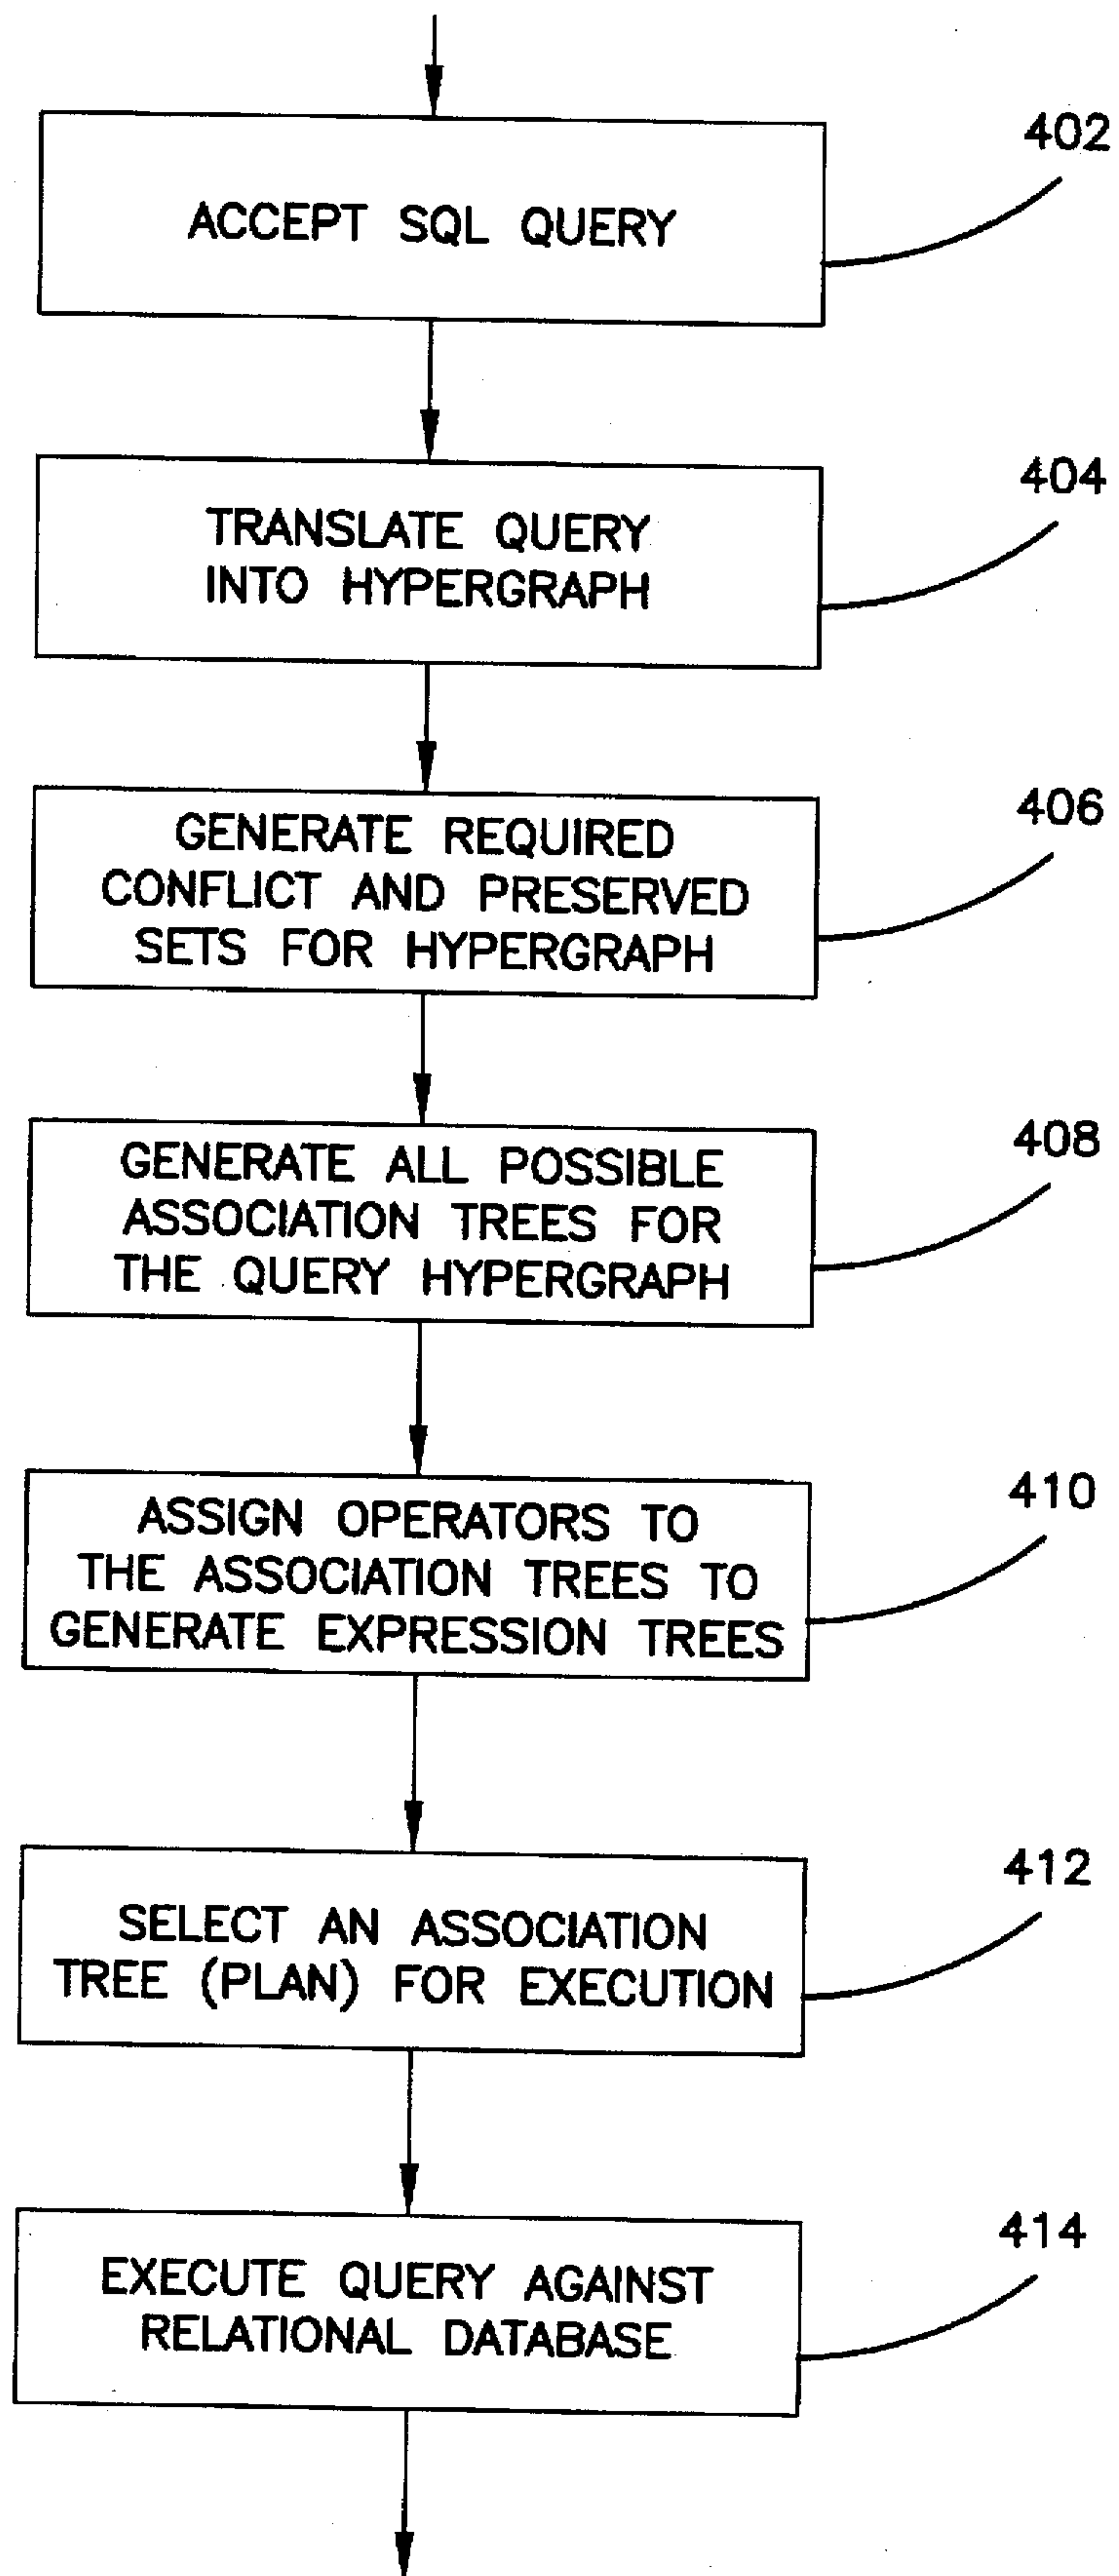 402
ACCEPT SQL QUERY
404
TRANSLATE QUERY
INTO HYPERGRAPH
406
GENERATE REQUIRED
CONFLICT AND PRESERVED
SETS FOR HYPERGRAPH
408
GENERATE ALL POSSIBLE
ASSOCIATION TREES FOR
THE QUERY HYPERGRAPH
410
ASSIGN OPERATORS TO
THE ASSOCIATION TREES TO
GENERATE EXPRESSION TREES
412
SELECT AN ASSOCIATION
TREE (PLAN) FOR EXECUTION
414
EXECUTE QUERY AGAINST
RELATIONAL DATABASE